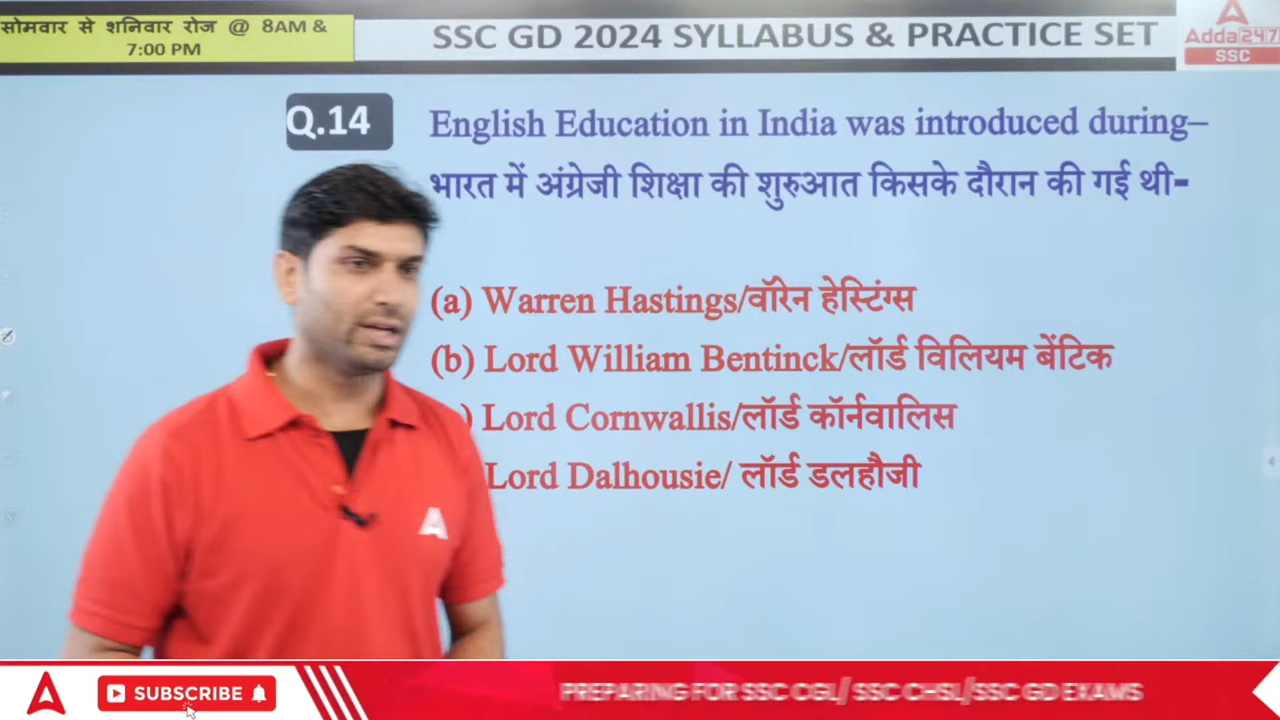 सोमवार से शनिवार रोज @ 8AM &
7:00 PM
SSC GD 2024 SYLLABUS & PRACTICE SET
Adda 247
SSC
Q.14
English Education in India was introduced during–
भारत में अंग्रेजी शिक्षा की शुरुआत किसके दौरान की गई थी-
(a) Warren Hastings/वॉरेन हेस्टिंग्स
(b) Lord William Bentinck/लॉर्ड विलियम बेंटिक
) Lord Cornwallis/लॉर्ड कॉर्नवालिस
Lord Dalhousie/ लॉर्ड डलहौजी
SUBSCRIBE
PREPARING FOR SSC CGL/ SSC CHSL/SSC GD EXAMS